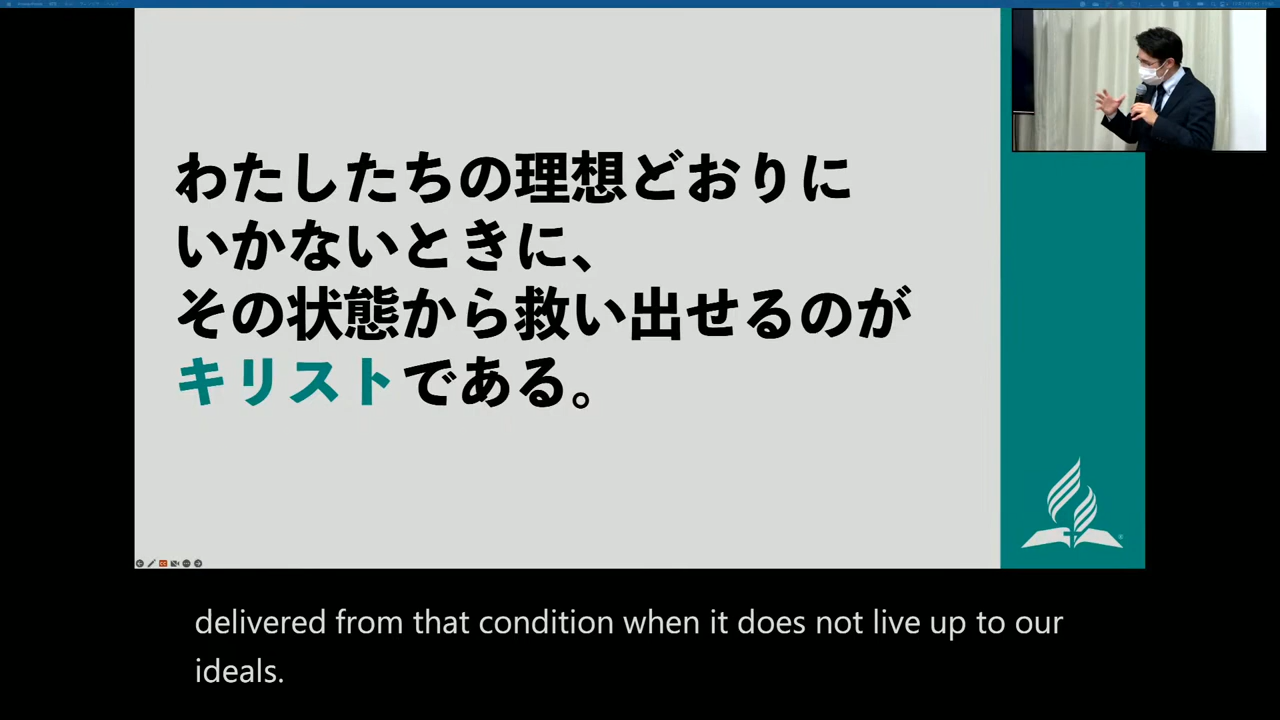 わたしたちの理想どおりに
いかないときに、
その状態から救い出せるのが
キリストである。
delivered from that condition when it does not live up to our
ideals.